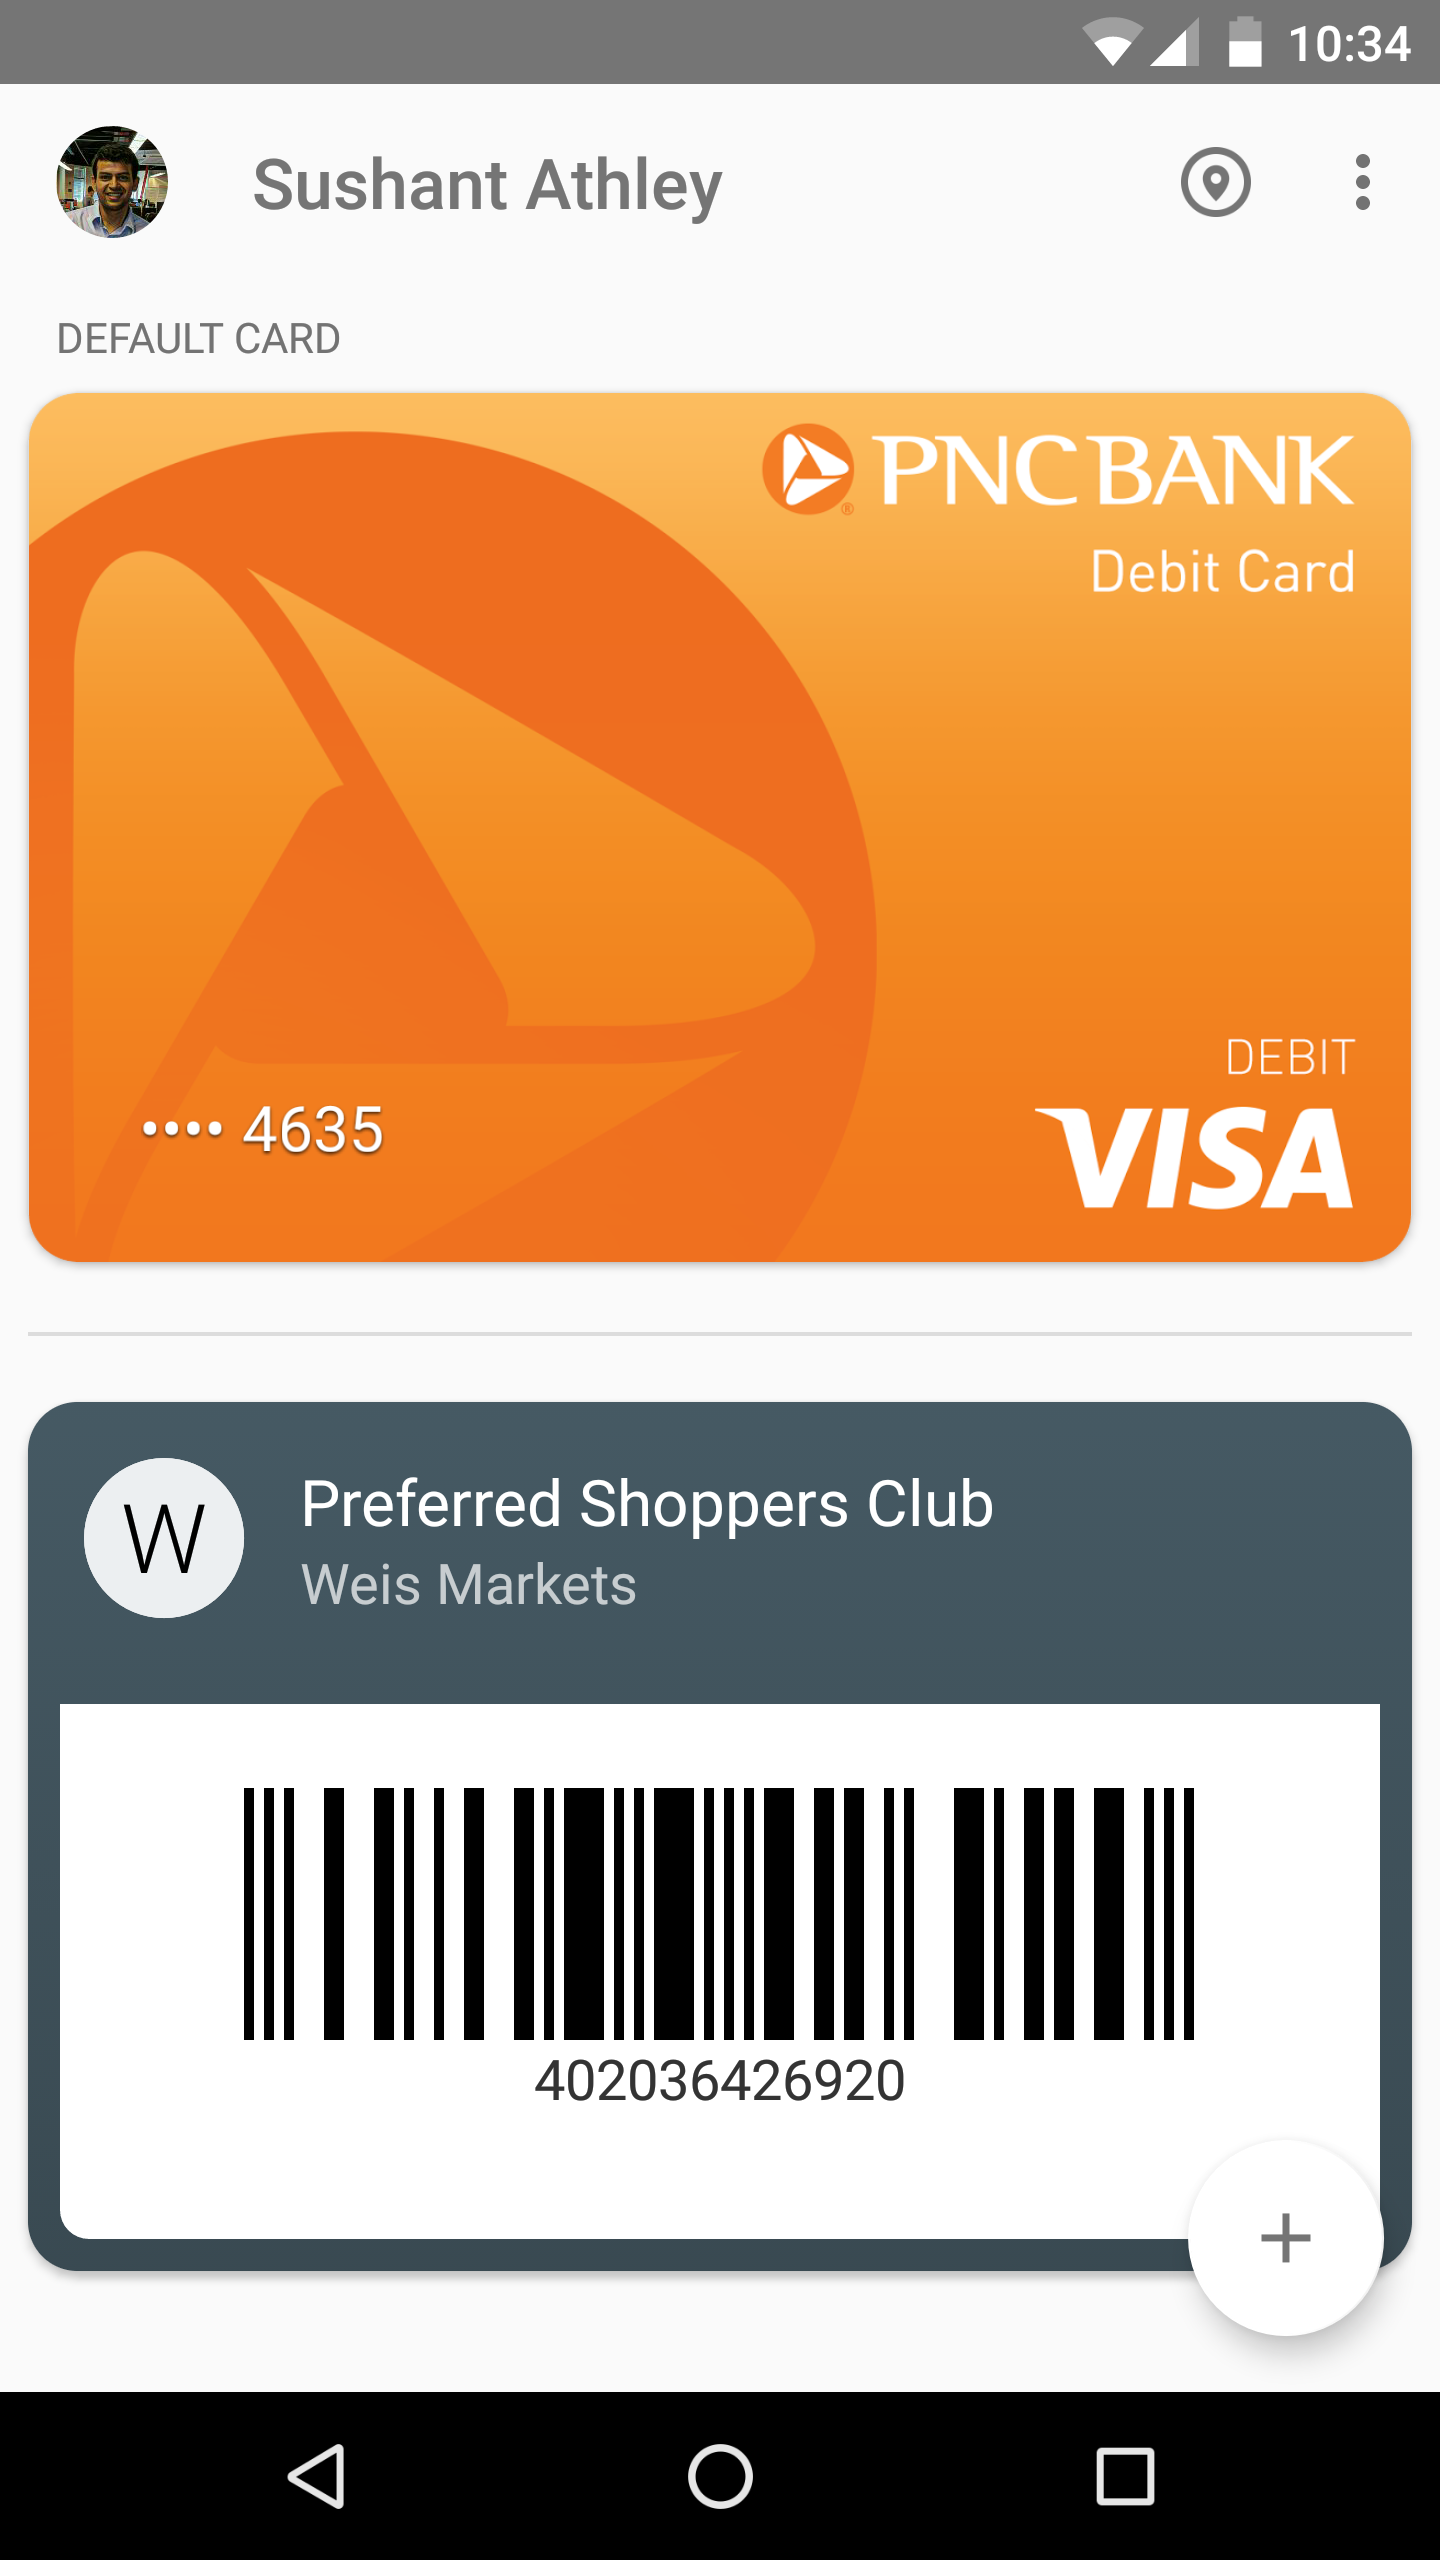 10:34
Sushant Athley
DEFAULT CARD
PNC BANK
®
Debit Card
DEBIT
•••• 4635
VISA
W
Preferred Shoppers Club
Weis Markets
402036426920
+